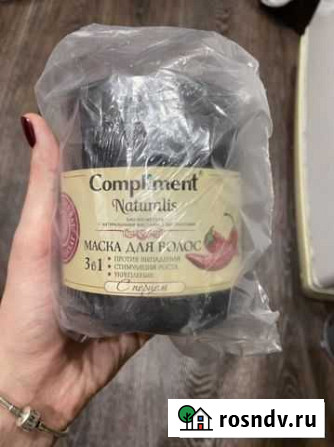 Compliment®
Naturalis
МАСКА ДЛЯ ВОЛОС
3в1
• ПРОТИВ ВЫПАДЕНИЯ
• СТИМУЛЯЦИЯ РОСТА
• УКРЕПЛЕНИЕ
С перцем
rosndv.ru